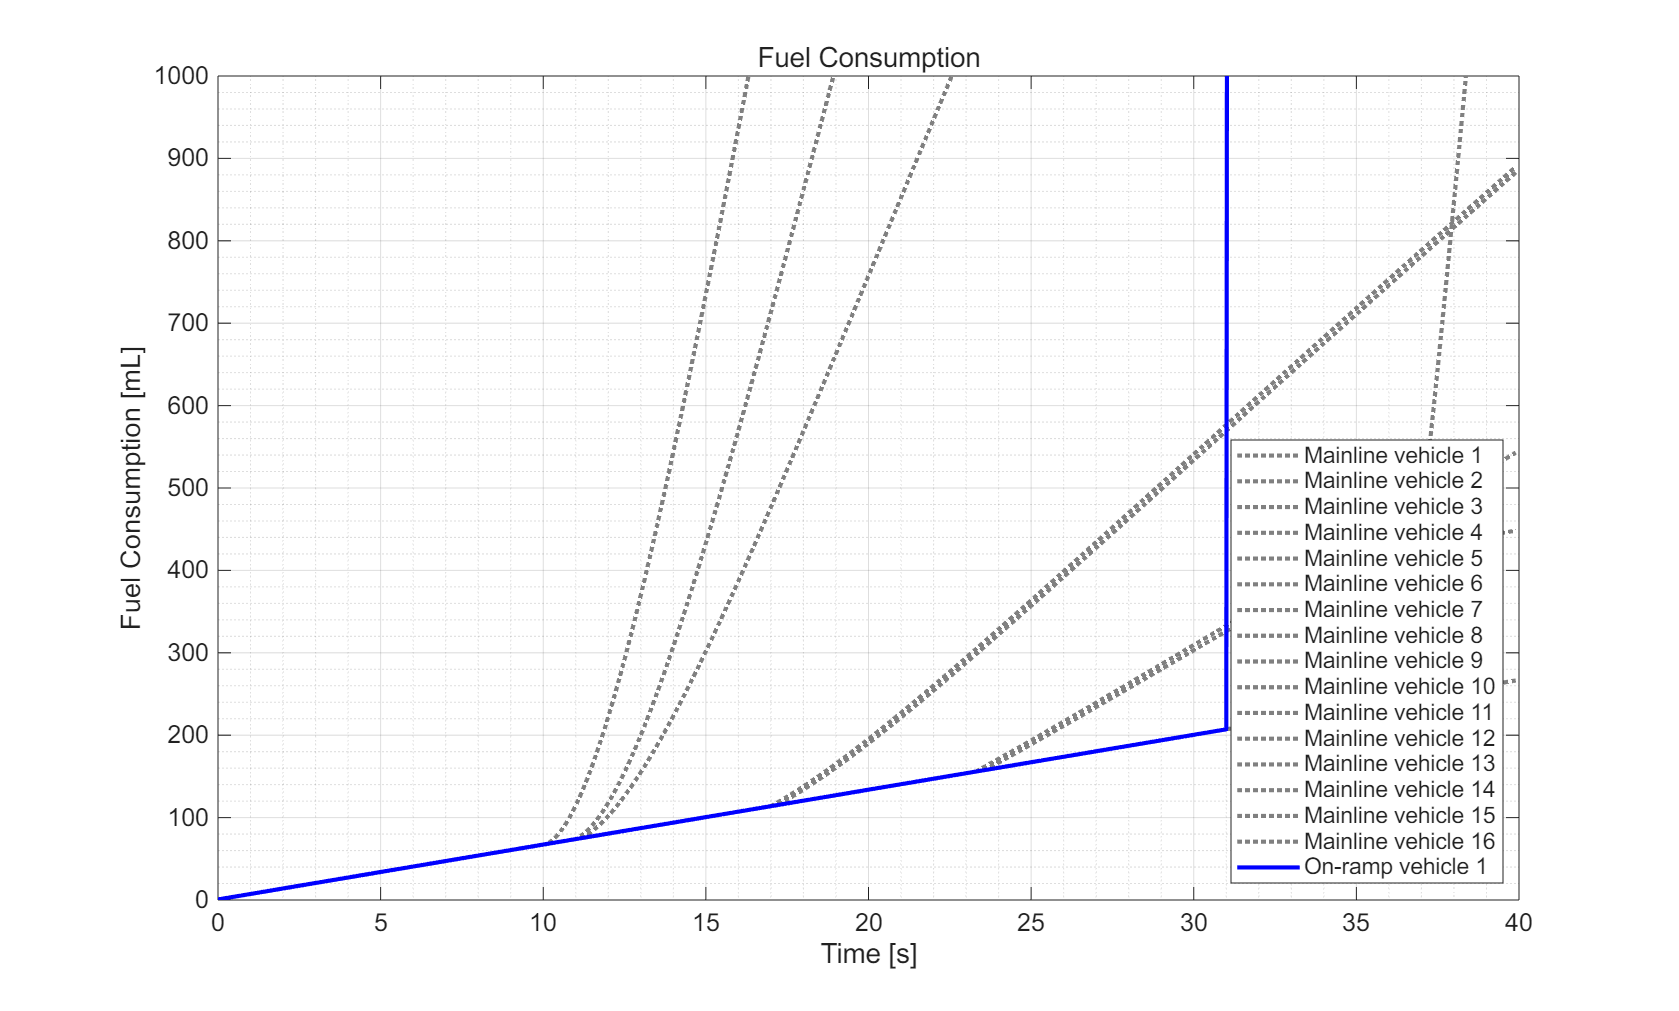 Fuel Consumption
1000
900
800
700
600
500
400
300
200
100
0
Fuel Consumption [mL]
Mainline vehicle 1
Mainline vehicle 2
Mainline vehicle 3
Mainline vehicle 4
Mainline vehicle 5
Mainline vehicle 6
Mainline vehicle 7
Mainline vehicle 8
Mainline vehicle 9
Mainline vehicle 10
Mainline vehicle 11
Mainline vehicle 12
Mainline vehicle 13
Mainline vehicle 14
Mainline vehicle 15
Mainline vehicle 16
On-ramp vehicle 1
0 5 10 15 20 25 30 35 40
Time [s]